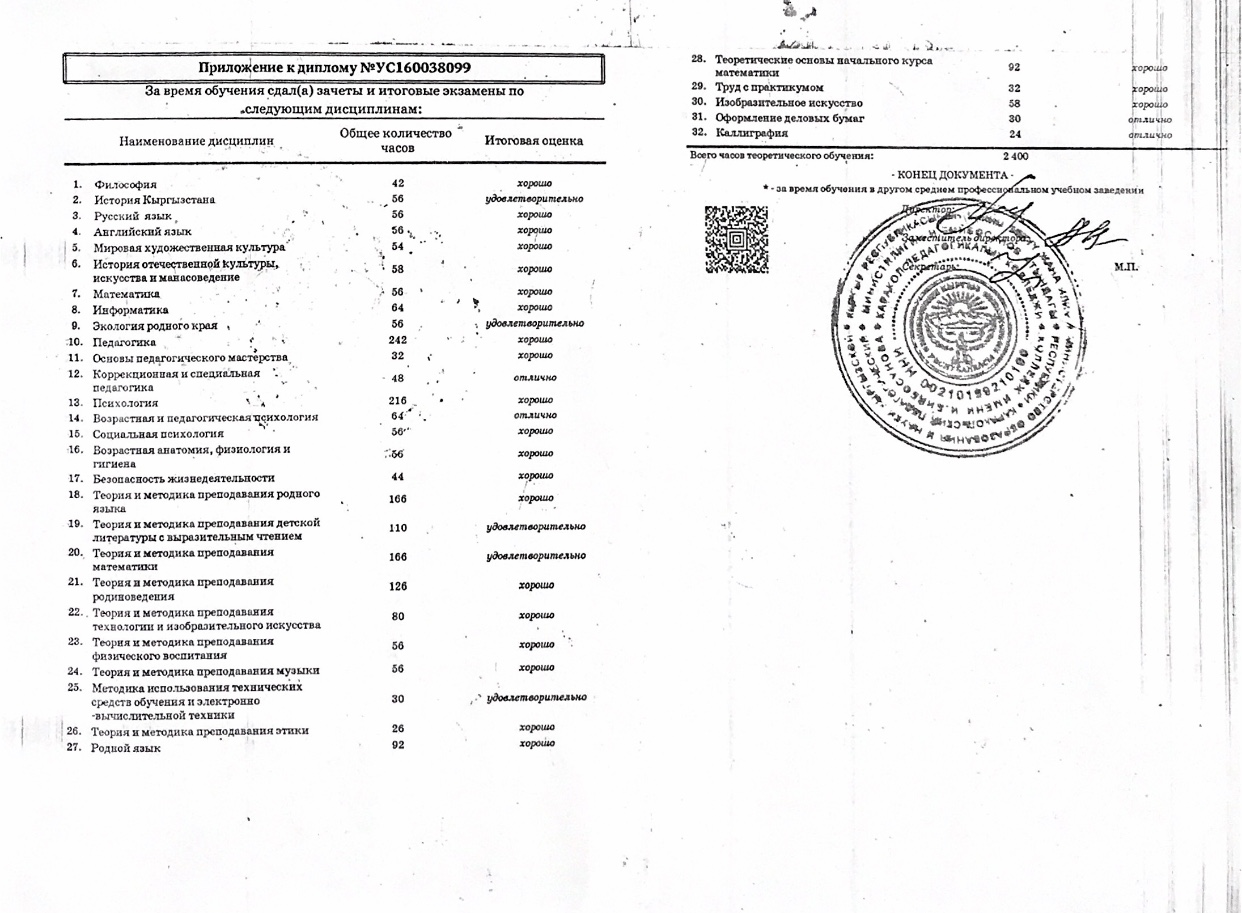 Приложение к диплому №УС160038099
За время обучения сдал(а) зачеты и итоговые экзамены по
следующим дисциплинам:
Наименование дисциплин Общее количество часов Итоговая оценка
1. Философия 42 хорошо
2. История Кыргызстана 56 удовлетворительно
3. Русский язык 56 хорошо
4. Английский язык 56 хорошо
5. Мировая художественная культура 54 хорошо
6. История отечественной культуры,
искусства и манасоведение 58 хорошо
7. Математика 56 хорошо
8. Информатика 64 хорошо
9. Экология родного края 56 удовлетворительно
10. Педагогика 242 хорошо
11. Основы педагогического мастерства 32 хорошо
12. Коррекционная и специальная
педагогика 48 отлично
13. Психология 216 хорошо
14. Возрастная и педагогическая психология 64 отлично
15. Социальная психология 56 хорошо
16. Возрастная анатомия, физиология и
гигиена 56 хорошо
17. Безопасность жизнедеятельности 44 хорошо
18. Теория и методика преподавания родного
языка 166 хорошо
19. Теория и методика преподавания детской
литературы с выразительным чтением 110 удовлетворительно
20. Теория и методика преподавания
математики 166 удовлетворительно
21. Теория и методика преподавания
родиноведения 126 хорошо
22. Теория и методика преподавания
технологии и изобразительного искусства 80 хорошо
23. Теория и методика преподавания
физического воспитания 56 хорошо
24. Теория и методика преподавания музыки 56 хорошо
25. Методика использования технических
средств обучения и электронно
-вычислительной техники 30 удовлетворительно
26. Теория и методика преподавания этики 26 хорошо
27. Родной язык 92 хорошо
28. Теоретические основы начального курса
математики 92 хорошо
29. Труд с практикумом 32 хорошо
30. Изобразительное искусство 58 хорошо
31. Оформление деловых бумаг 30 отлично
32. Каллиграфия 24 отлично
Всего часов теоретического обучения: 2 400
- КОНЕЦ ДОКУМЕНТА -
* - за время обучения в другом среднем профессиональном учебном заведении
Директор:
Заместитель директора:
Секретарь:
М.П.